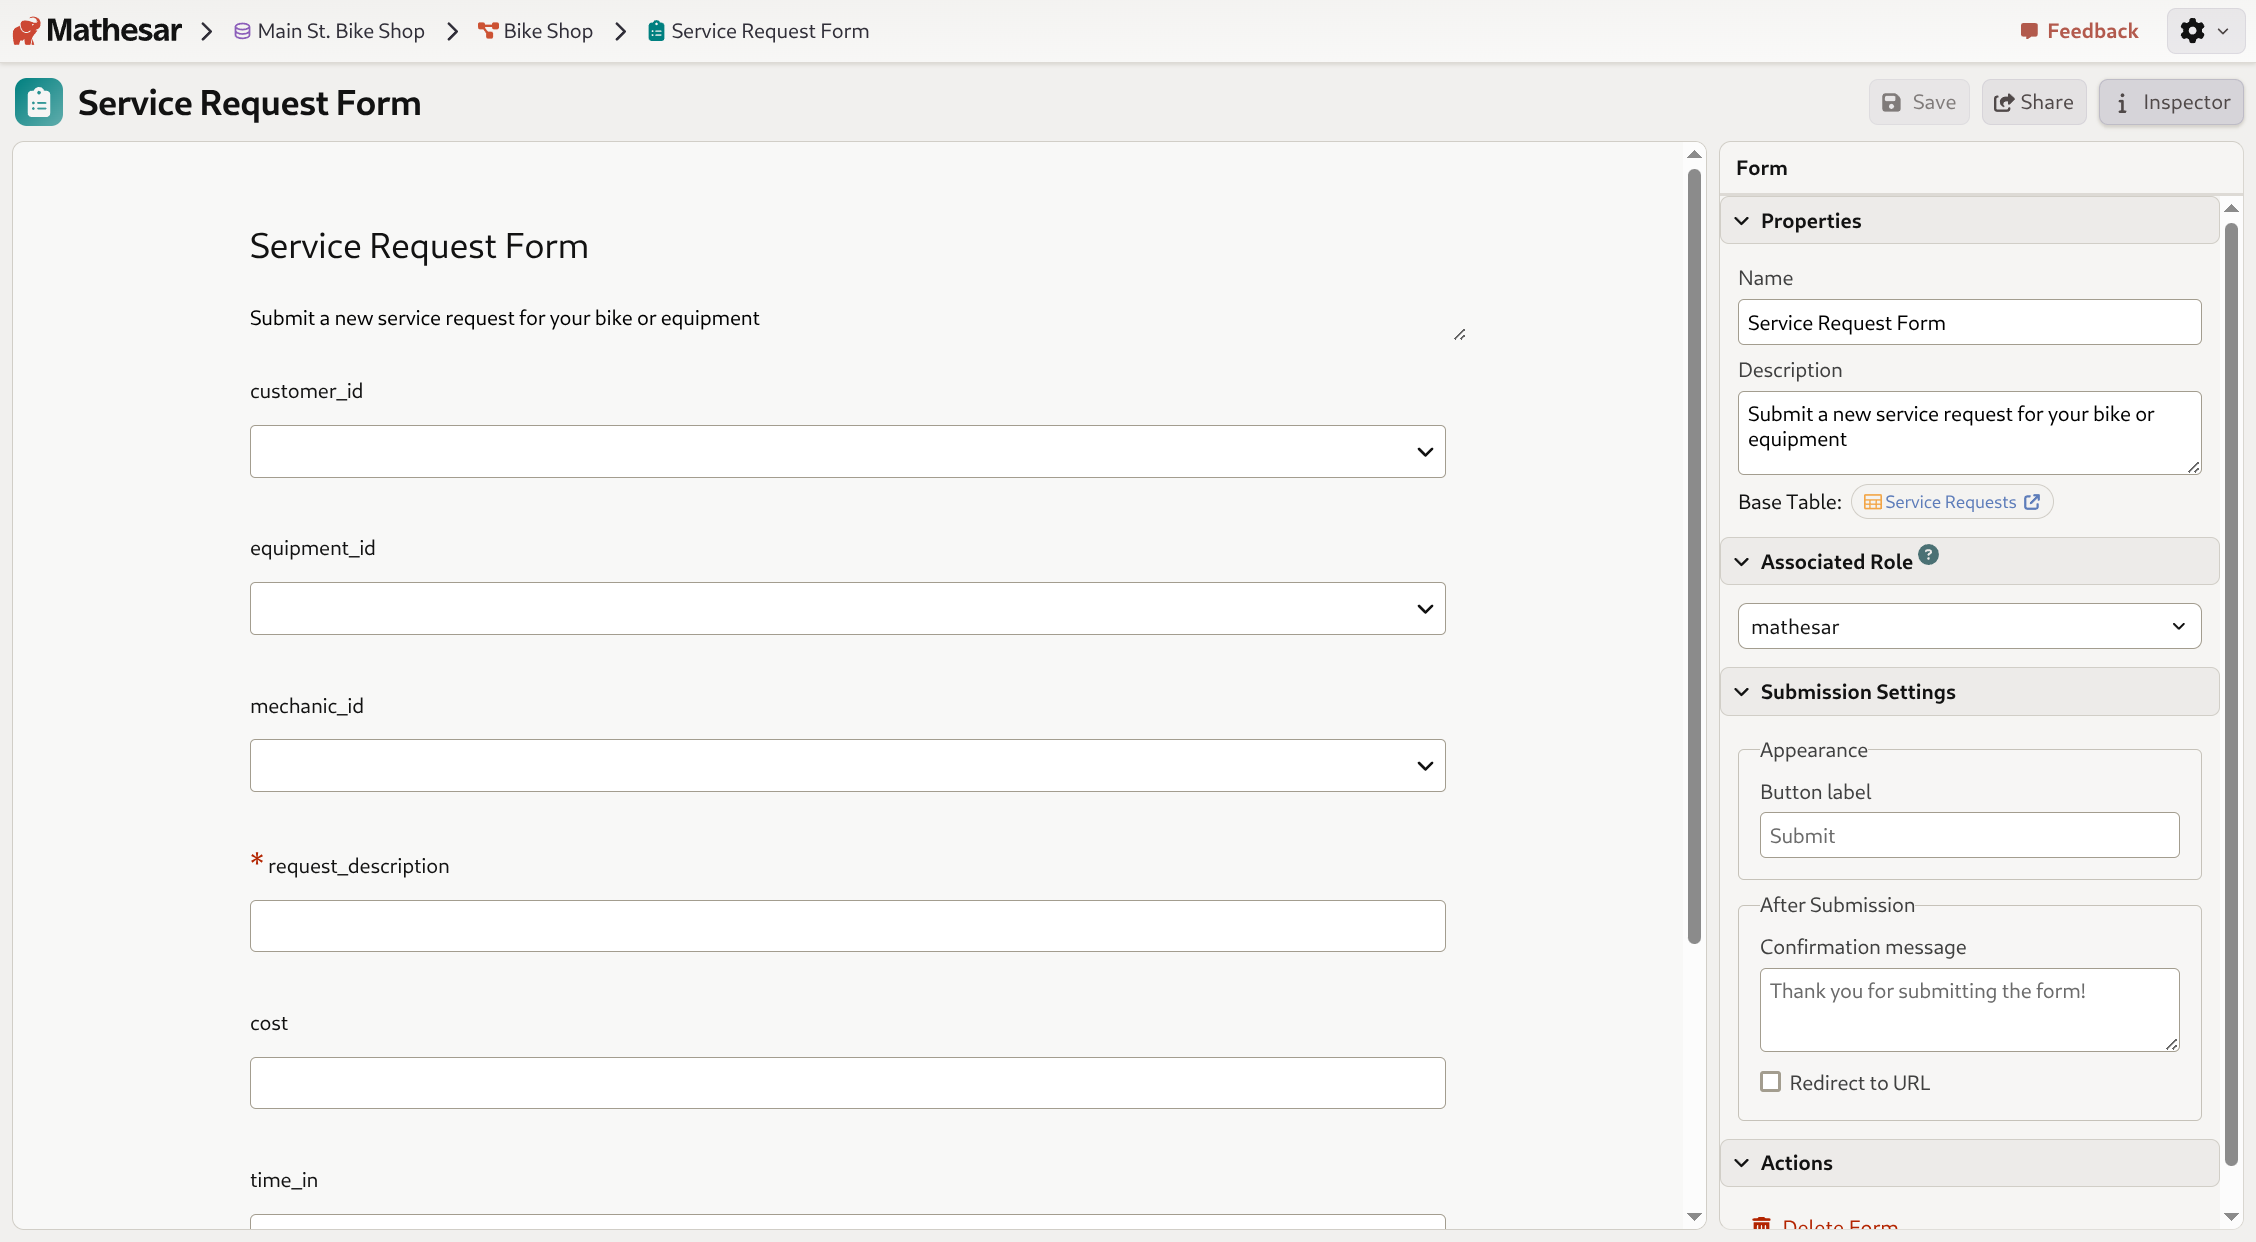 Mathesar
Main St. Bike Shop
Bike Shop
Service Request Form
Feedback
Service Request Form
Save
Share
Inspector
Service Request Form
Submit a new service request for your bike or equipment
customer_id
equipment_id
mechanic_id
* request_description
cost
time_in
Form
Properties
Name
Service Request Form
Description
Submit a new service request for your bike or
equipment
Base Table: Service Requests
Associated Role ?
mathesar
Submission Settings
Appearance
Button label
Submit
After Submission
Confirmation message
Thank you for submitting the form!
Redirect to URL
Actions
Delete Form